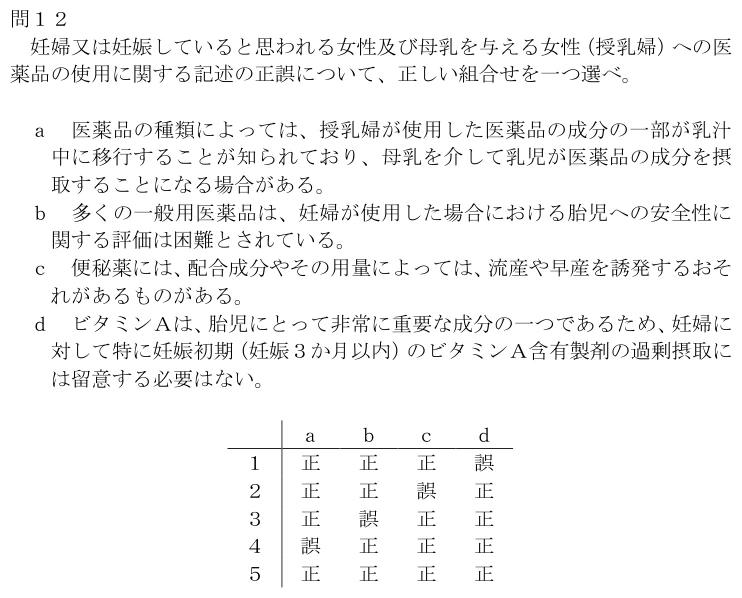 問１２
妊婦又は妊娠していると思われる女性及び母乳を与える女性（授乳婦）への医
薬品の使用に関する記述の正誤について、正しい組合せを一つ選べ。
ａ　医薬品の種類によっては、授乳婦が使用した医薬品の成分の一部が乳汁
中に移行することが知られており、母乳を介して乳児が医薬品の成分を摂
取することになる場合がある。
ｂ　多くの一般用医薬品は、妊婦が使用した場合における胎児への安全性に
関する評価は困難とされている。
ｃ　便秘薬には、配合成分やその用量によっては、流産や早産を誘発するおそ
れがあるものがある。
ｄ　ビタミンＡは、胎児にとって非常に重要な成分の一つであるため、妊婦に
対して特に妊娠初期（妊娠３か月以内）のビタミンＡ含有製剤の過剰摂取に
は留意する必要はない。
ａ　ｂ　ｃ　ｄ
１　正　正　正　誤
２　正　正　誤　正
３　正　誤　正　正
４　誤　正　正　正
５　正　正　正　正